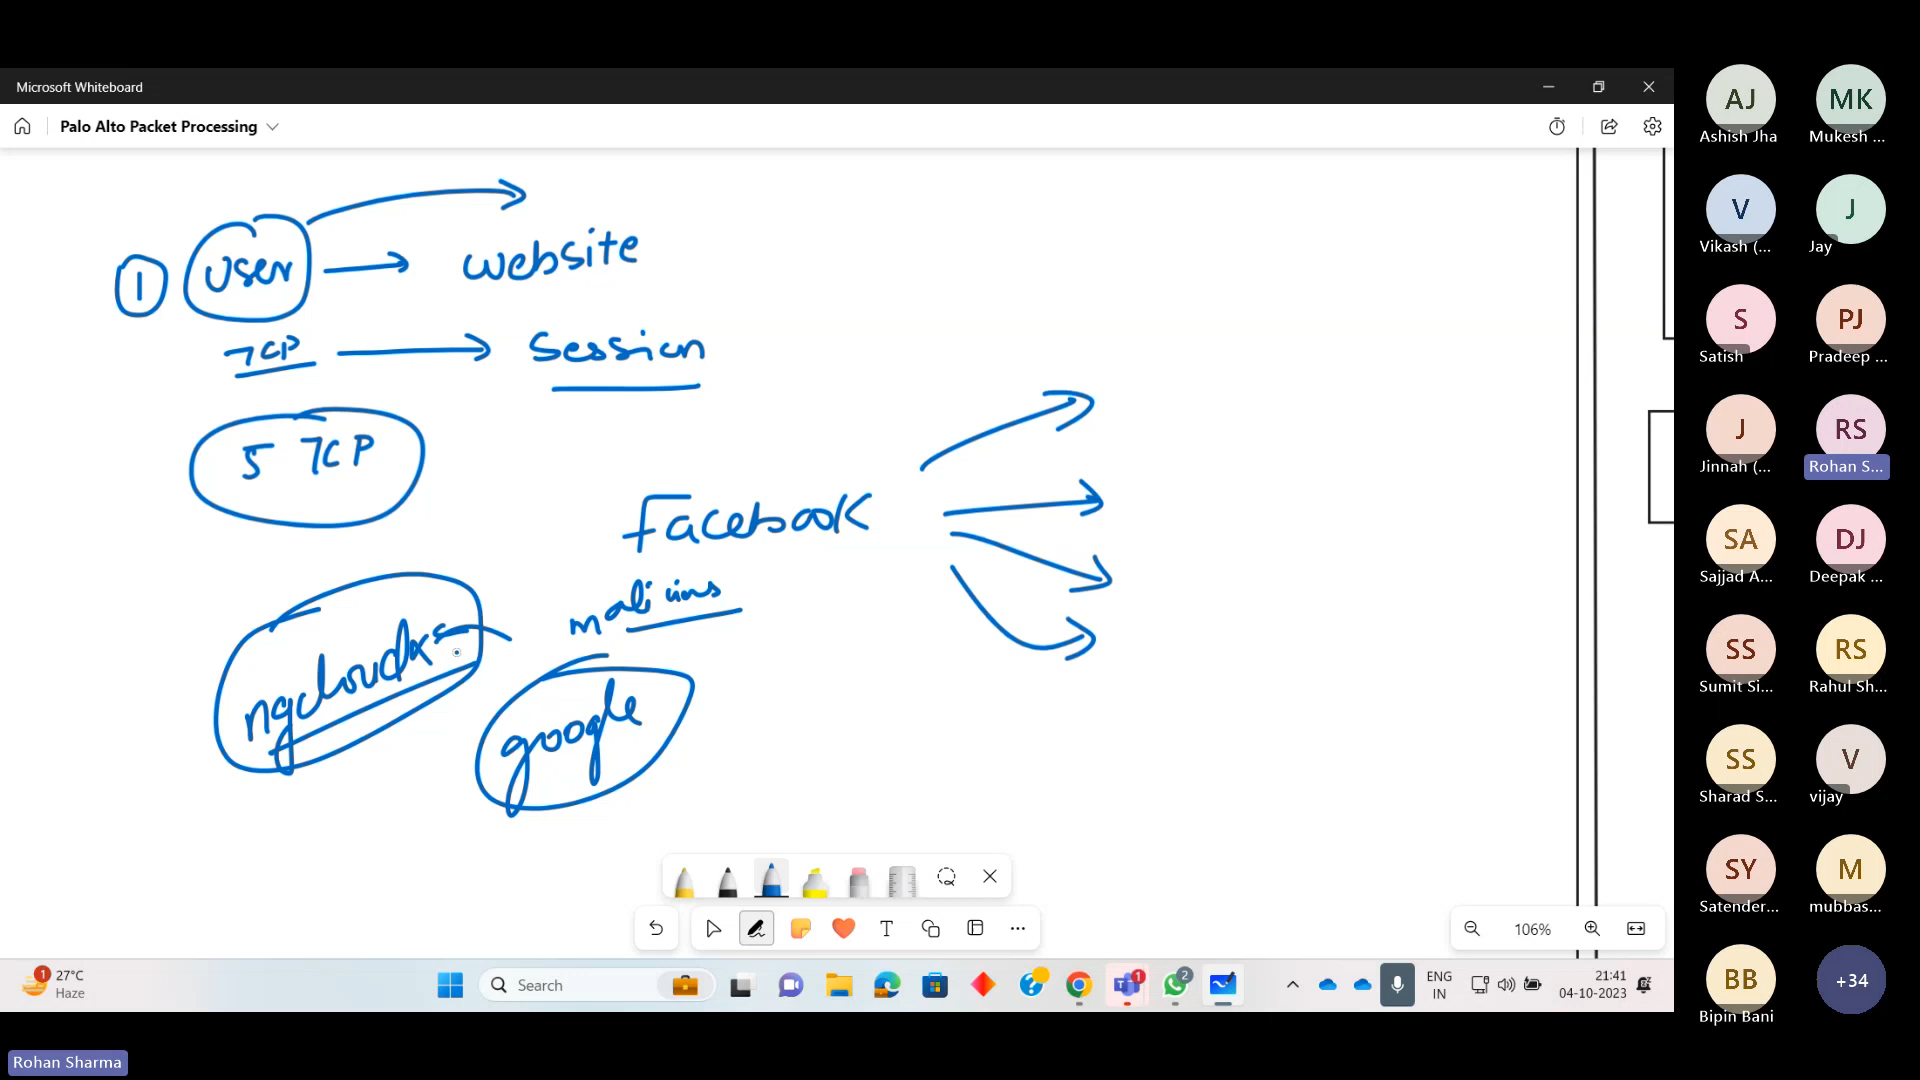 Microsoft Whiteboard
Palo Alto Packet Processing
1 User → website
TCP → Session
5 TCP
Facebook
google
106%
1
27°C
Haze
Search
1
2
ENG
IN
21:41
04-10-2023
Rohan Sharma
AJ MK
Ashish Jha Mukesh ...
V J
Vikash (... Jay
S PJ
Satish Pradeep ...
J RS
Jinnah (... Rohan S...
SA DJ
Sajjad A... Deepak ...
SS RS
Sumit Si... Rahul Sh...
SS V
Sharad S... vijay
SY M
Satender... mubbas...
BB +34
Bipin Bani